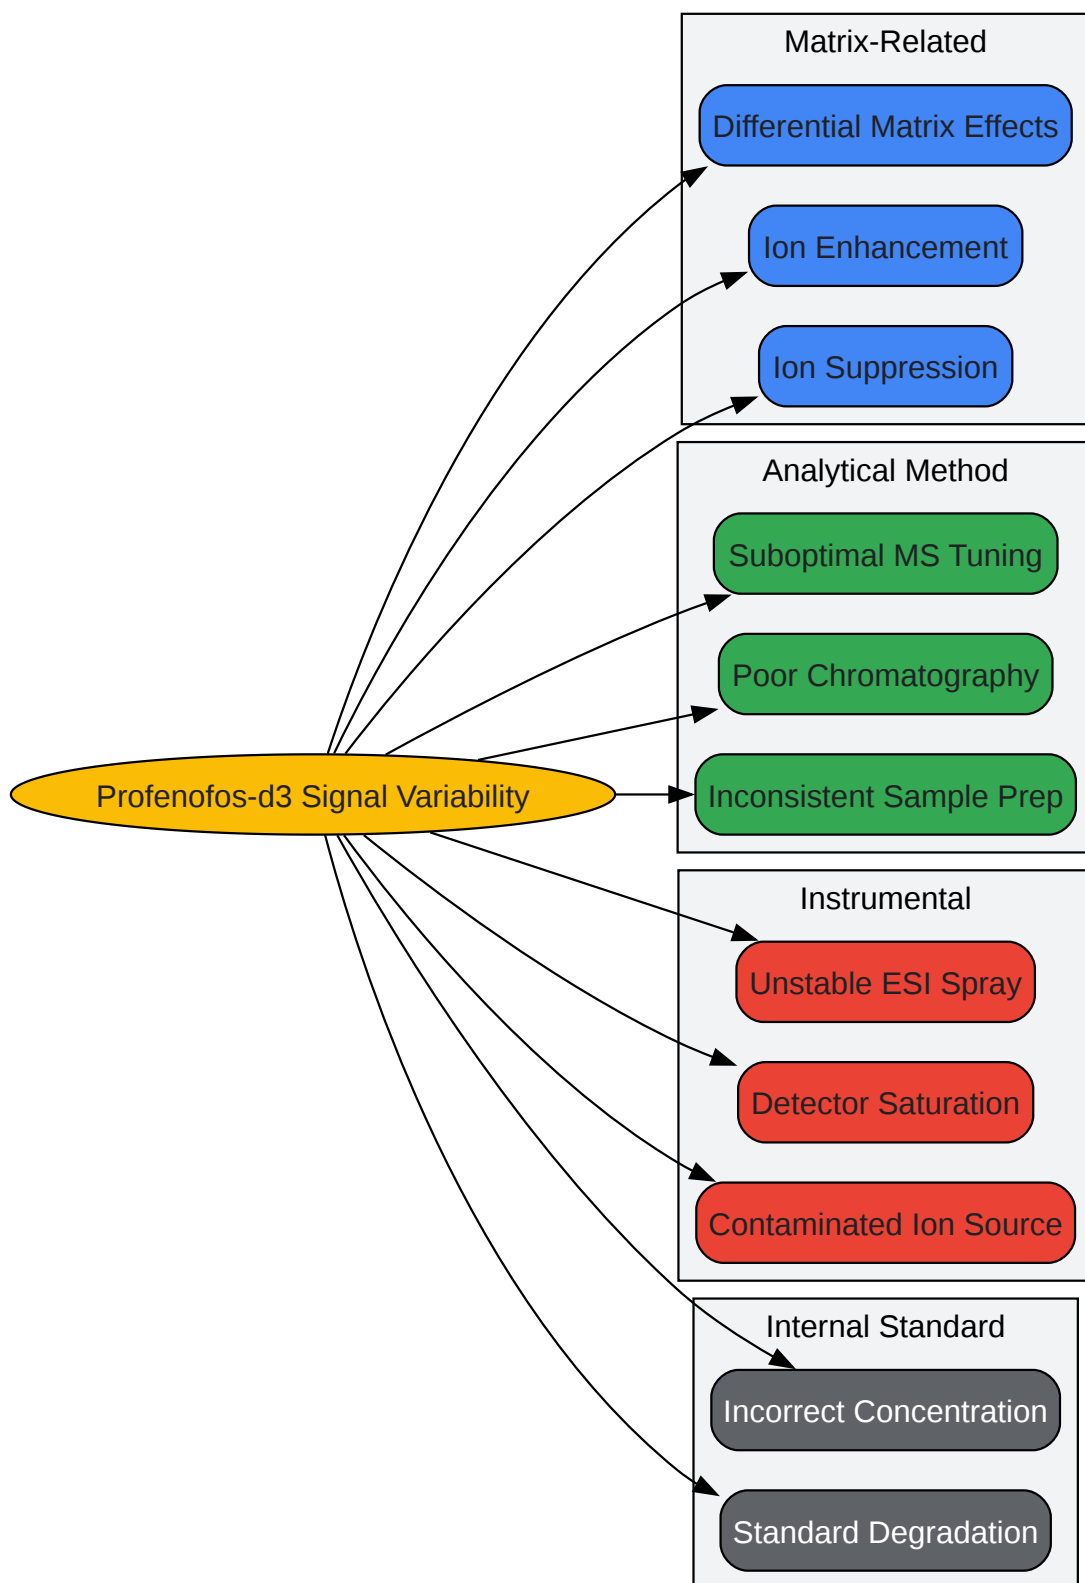 Matrix-Related
Differential Matrix Effects
Ion Enhancement
Ion Suppression
Analytical Method
Suboptimal MS Tuning
Poor Chromatography
Profenofos-d3 Signal Variability
Inconsistent Sample Prep
Instrumental
Unstable ESI Spray
Detector Saturation
Contaminated Ion Source
Internal Standard
Incorrect Concentration
Standard Degradation